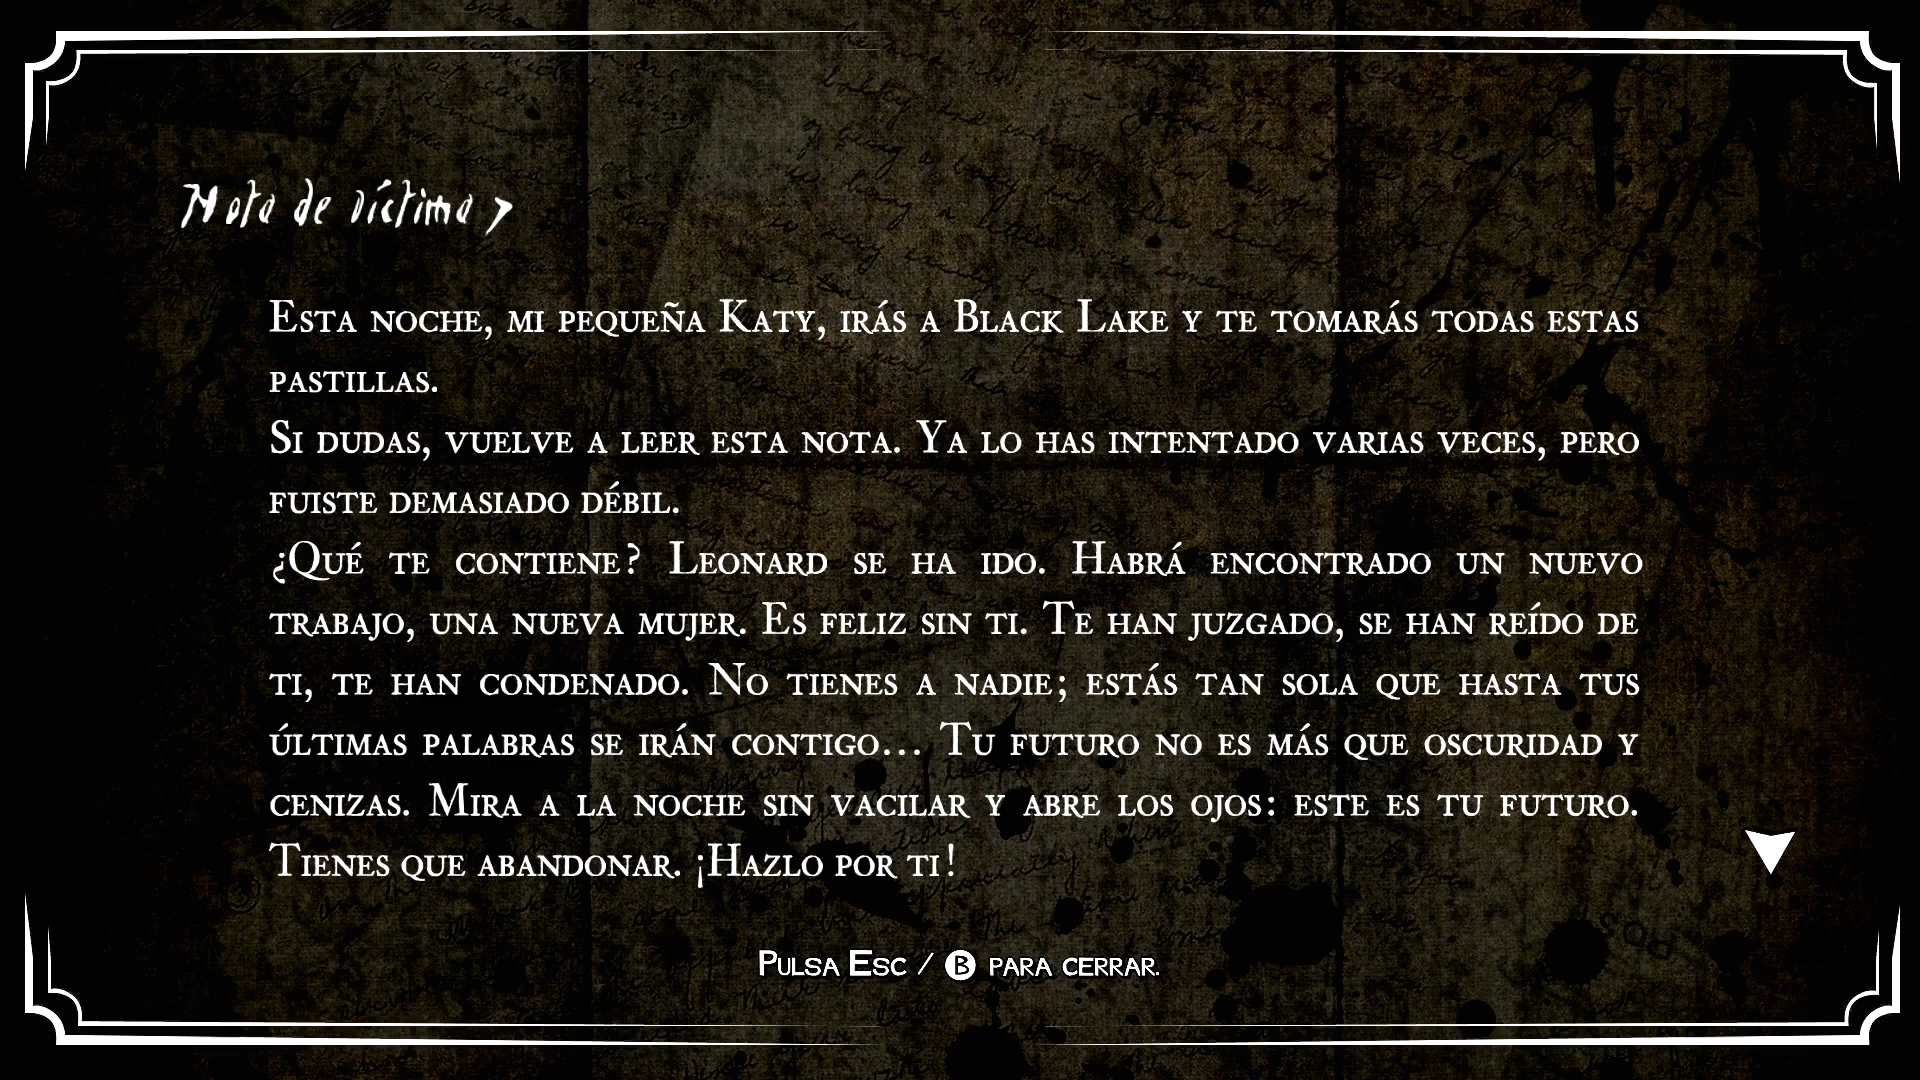 Nota de víctima 7
Esta noche, mi pequeña Katy, irás a Black Lake y te tomarás todas estas
pastillas.
Si dudas, vuelve a leer esta nota. Ya lo has intentado varias veces, pero
fuiste demasiado débil.
¿Qué te contiene? Leonard se ha ido. Habrá encontrado un nuevo
trabajo, una nueva mujer. Es feliz sin ti. Te han juzgado, se han reído de
ti, te han condenado. No tienes a nadie; estás tan sola que hasta tus
últimas palabras se irán contigo... Tu futuro no es más que oscuridad y
cenizas. Mira a la noche sin vacilar y abre los ojos: este es tu futuro.
Tienes que abandonar. ¡Hazlo por ti!
Pulsa Esc / B para cerrar.